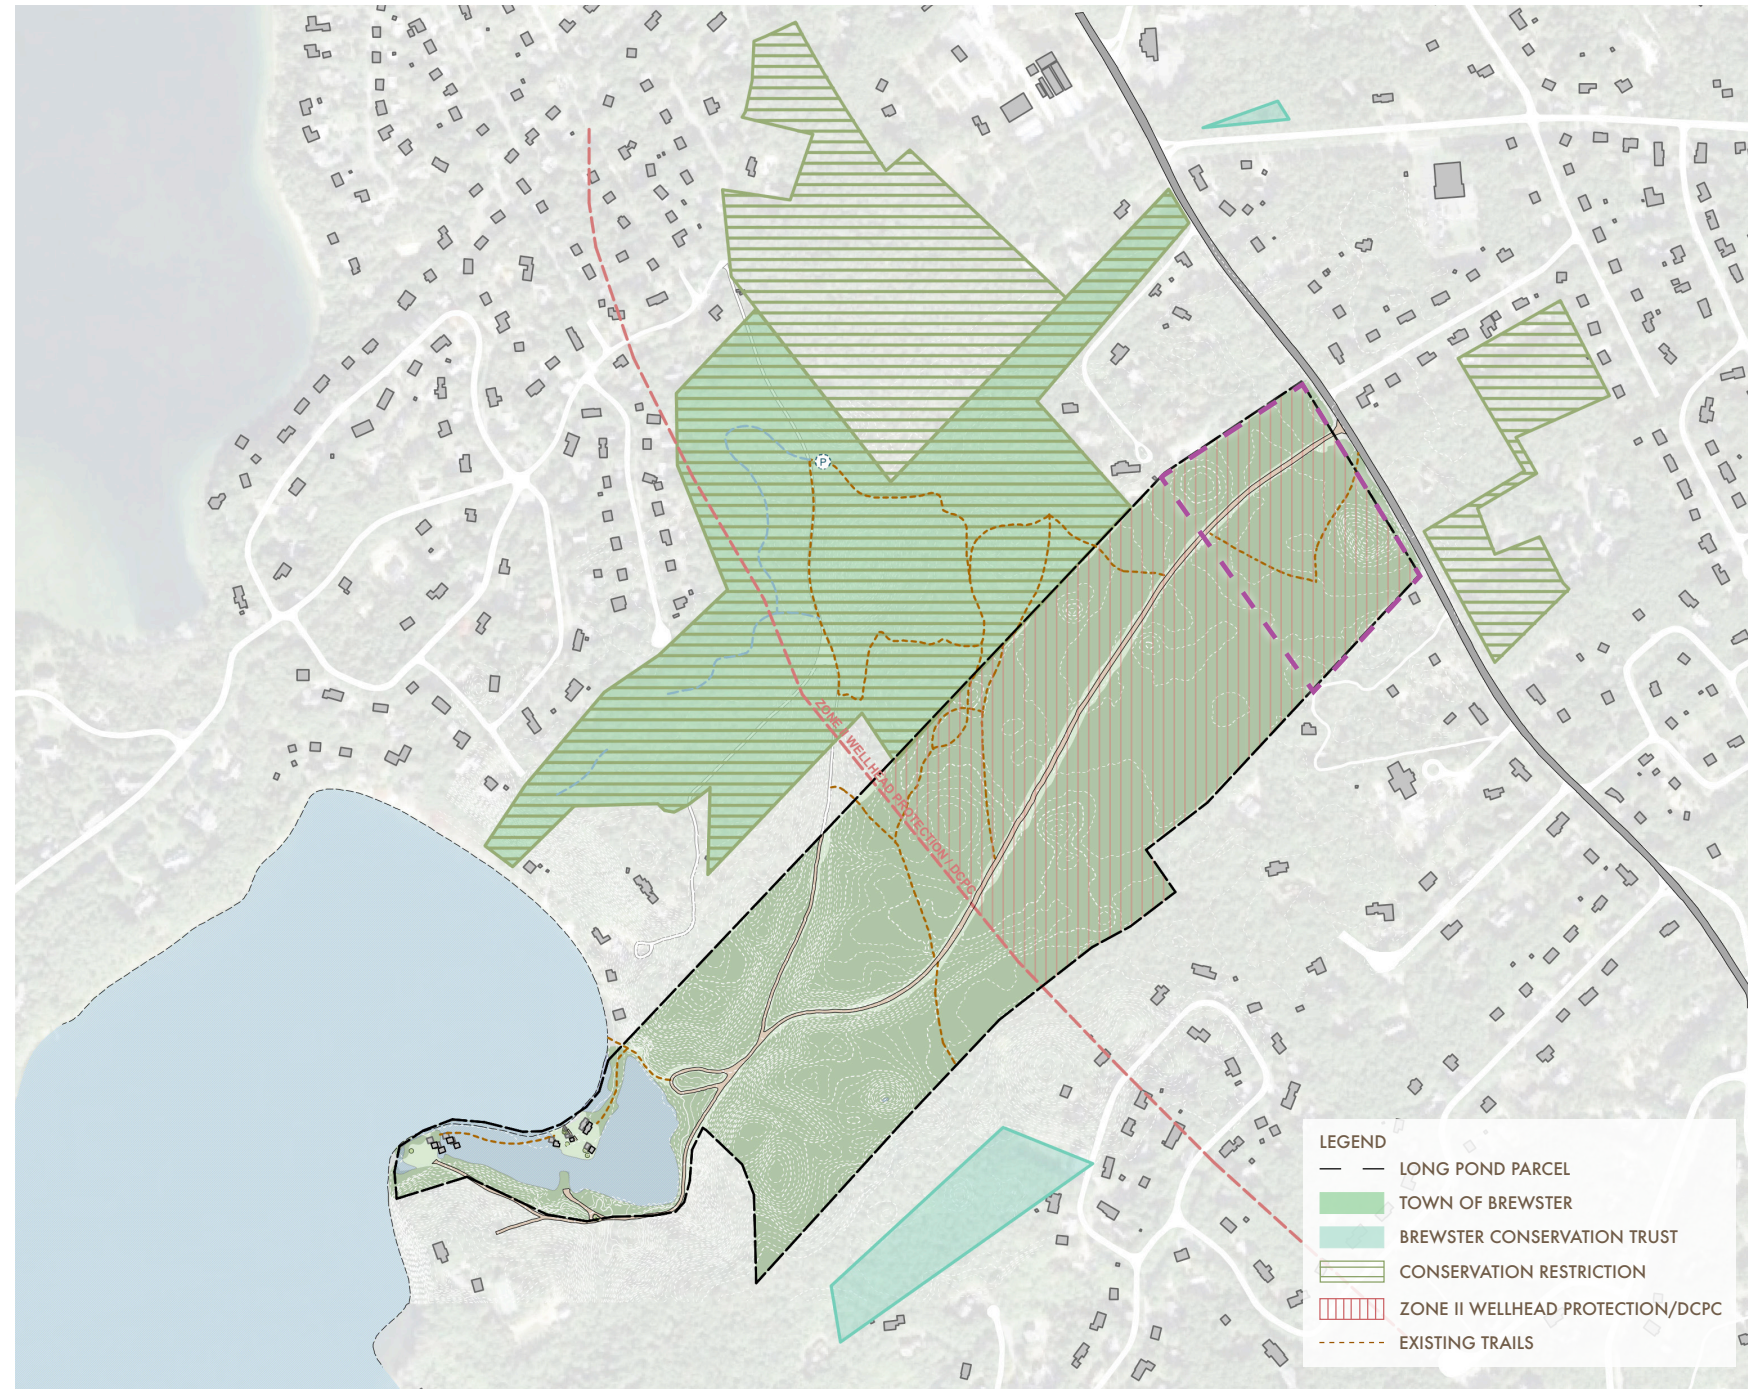 P
ZONE II WELLHEAD PROTECTION / DCPC
LEGEND
LONG POND PARCEL
TOWN OF BREWSTER
BREWSTER CONSERVATION TRUST
CONSERVATION RESTRICTION
ZONE II WELLHEAD PROTECTION/DCPC
EXISTING TRAILS